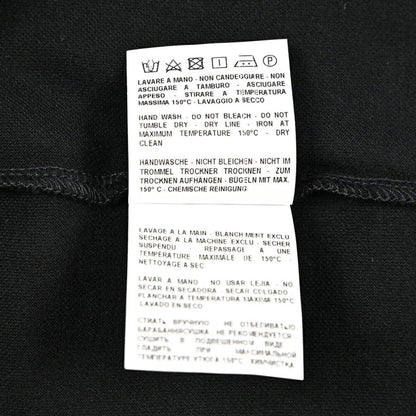 P
LAVARE A MANO - NON CANDEGGIARE - NON
ASCIUGARE A TAMBURO - ASCIUGARE
APPESO - STIRARE A TEMPERATURA
MASSIMA 150°C - LAVAGGIO A SECCO
HAND WASH - DO NOT BLEACH - DO NOT
TUMBLE DRY - DRY LINE - IRON AT
MAXIMUM TEMPERATURE 150°C - DRY
CLEAN
HANDWASCHE - NICHT BLEICHEN - NICHT IM
TROMMEL TROCKNER TROCKNEN - ZUM
TROCKNEN AUFHÄNGEN - BÜGELN MIT MAX.
150° C - CHEMISCHE REINIGUNG
LAVAGE A LA MAIN - BLANCHIMENT EXCLU
SECHAGE A LA MACHINE EXCLU - SECHER
SUSPENDU - REPASSAGE A UNE
TEMPÉRATURE MAXIMALE DE 150°C -
NETTOYAGE A SEC
LAVAR A MANO - NO USAR LEJIA - NO
SECAR EN SECADORA - SECAR COLGADO
PLANCHAR A TEMPERATURA MAXIMA 150°C
LAVADO EN SECO
СТИАТЬ ВРУЧНУЮ - НЕ ОТБЕЛИВАТЬ
БАРАБАННАЯСУШКА НЕ РЕКОМЕНДУЕТСЯ
СУШИТЬ В ПОДВЕШЕННОМ ВИДЕ
ГЛАДИТЬ ПРИ МАКСИМАЛЬНОЙ
ТЕМПЕРАТУРЕ УТЮГА 150°С ХИМЧИСТКА